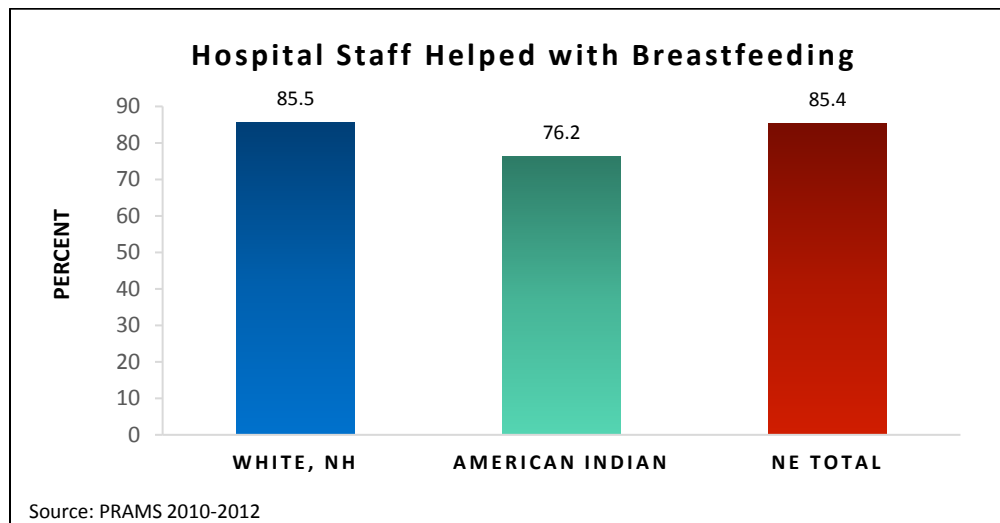 Hospital Staff Helped with Breastfeeding
85.5
76.2
85.4
90
80
70
60
50
40
30
20
10
0
PERCENT
WHITE, NH
AMERICAN INDIAN
NE TOTAL
Source: PRAMS 2010-2012